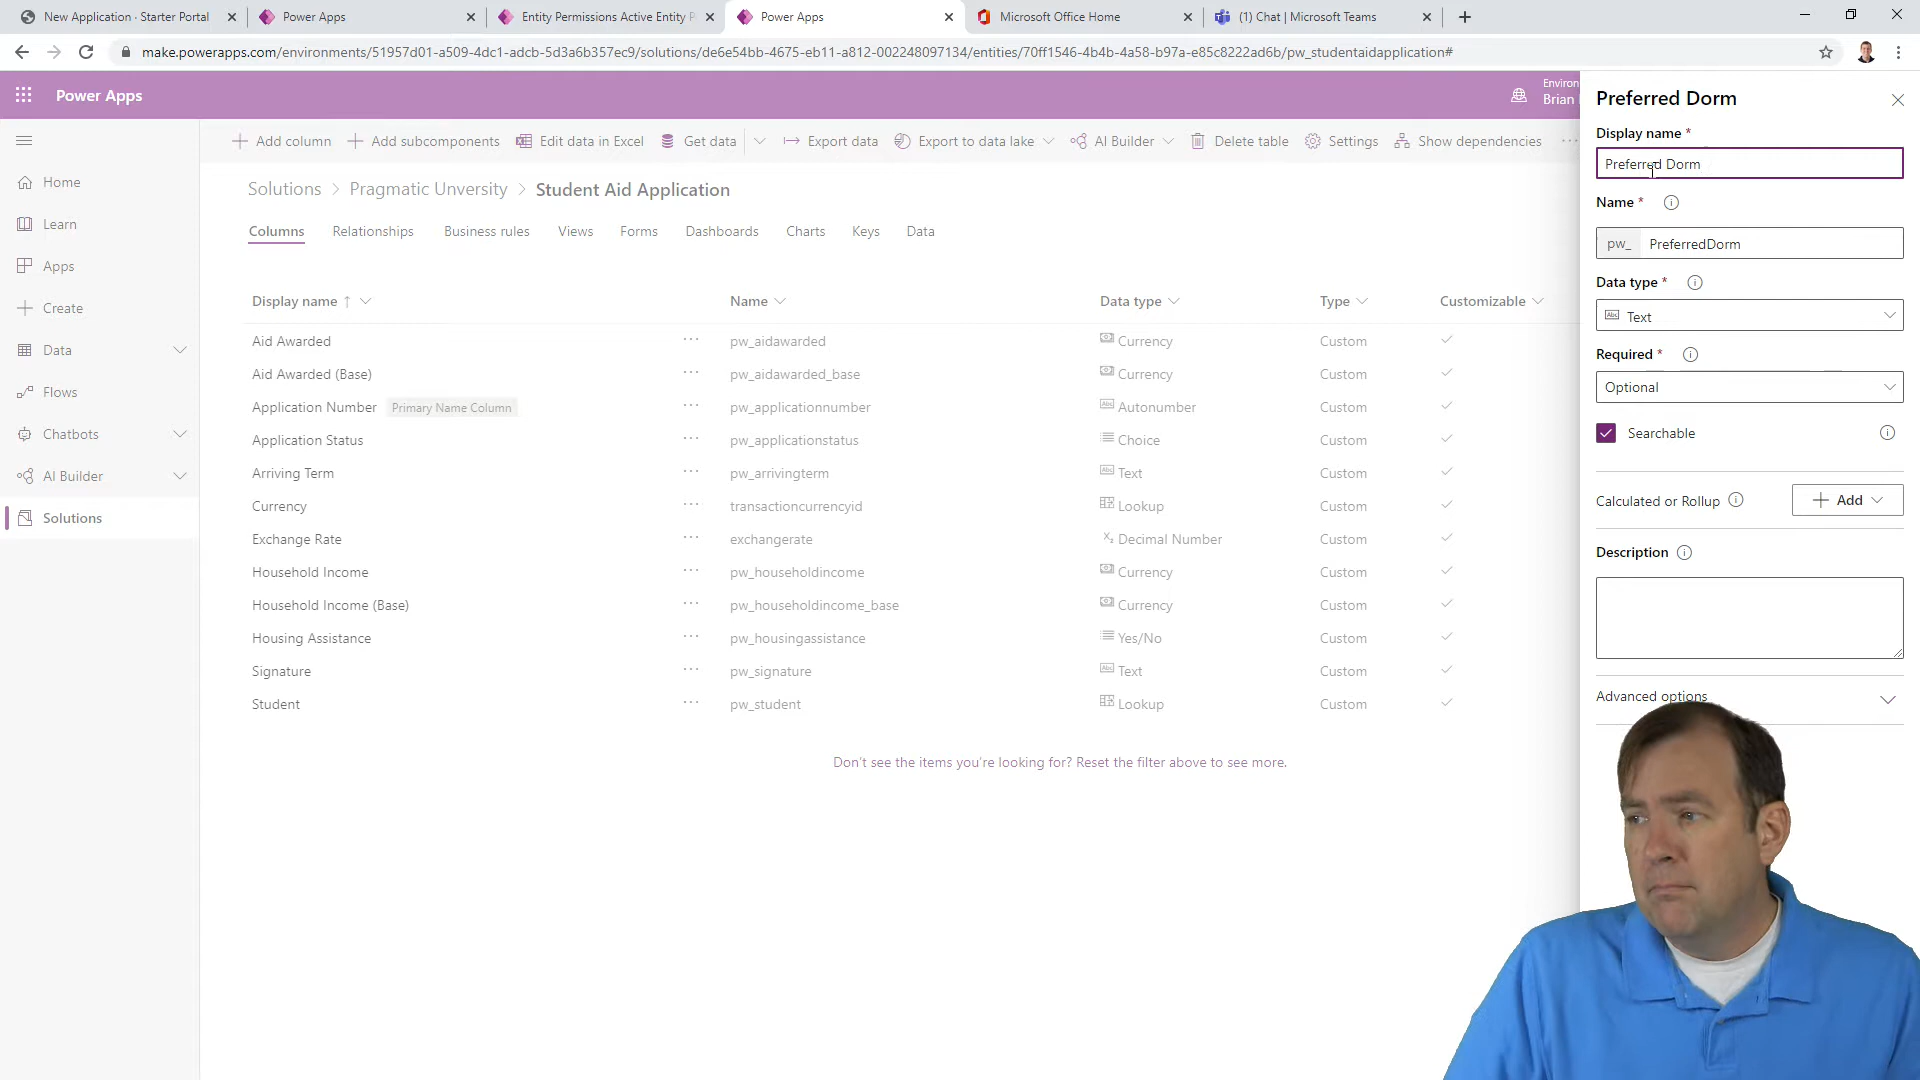 New Application · Starter Portal
Power Apps
Entity Permissions Active Entity P
Power Apps
Microsoft Office Home
(1) Chat | Microsoft Teams
make.powerapps.com/environments/51957d01-a509-4dc1-adcb-5d3a6b357ec9/solutions/de6e54bb-4675-eb11-a812-002248097134/entities/70ff1546-4b4b-4a58-b97a-e85c8222ad6b/pw_studentaidapplication#
Power Apps
Environ
Brian
Home
Learn
Apps
Create
Data
Flows
Chatbots
AI Builder
Solutions
Add column Add subcomponents Edit data in Excel Get data Export data Export to data lake AI Builder Delete table Settings Show dependencies ...
Solutions > Pragmatic Unversity > Student Aid Application
Columns Relationships Business rules Views Forms Dashboards Charts Keys Data
Display name ↑ Name Data type Type Customizable
Aid Awarded ... pw_aidawarded Currency Custom
Aid Awarded (Base) ... pw_aidawarded_base Currency Custom
Application Number Primary Name Column ... pw_applicationnumber Autonumber Custom
Application Status ... pw_applicationstatus Choice Custom
Arriving Term ... pw_arrivingterm Abc Text Custom
Currency ... transactioncurrencyid Lookup Custom
Exchange Rate ... exchangerate Decimal Number Custom
Household Income ... pw_householdincome Currency Custom
Household Income (Base) ... pw_householdincome_base Currency Custom
Housing Assistance ... pw_housingassistance Yes/No Custom
Signature ... pw_signature Abc Text Custom
Student ... pw_student Lookup Custom
Don't see the items you're looking for? Reset the filter above to see more.
Preferred Dorm
Display name *
Preferred Dorm
Name *
pw_ PreferredDorm
Data type *
Abc Text
Required *
Optional
Searchable
Calculated or Rollup
Add
Description
Advanced options